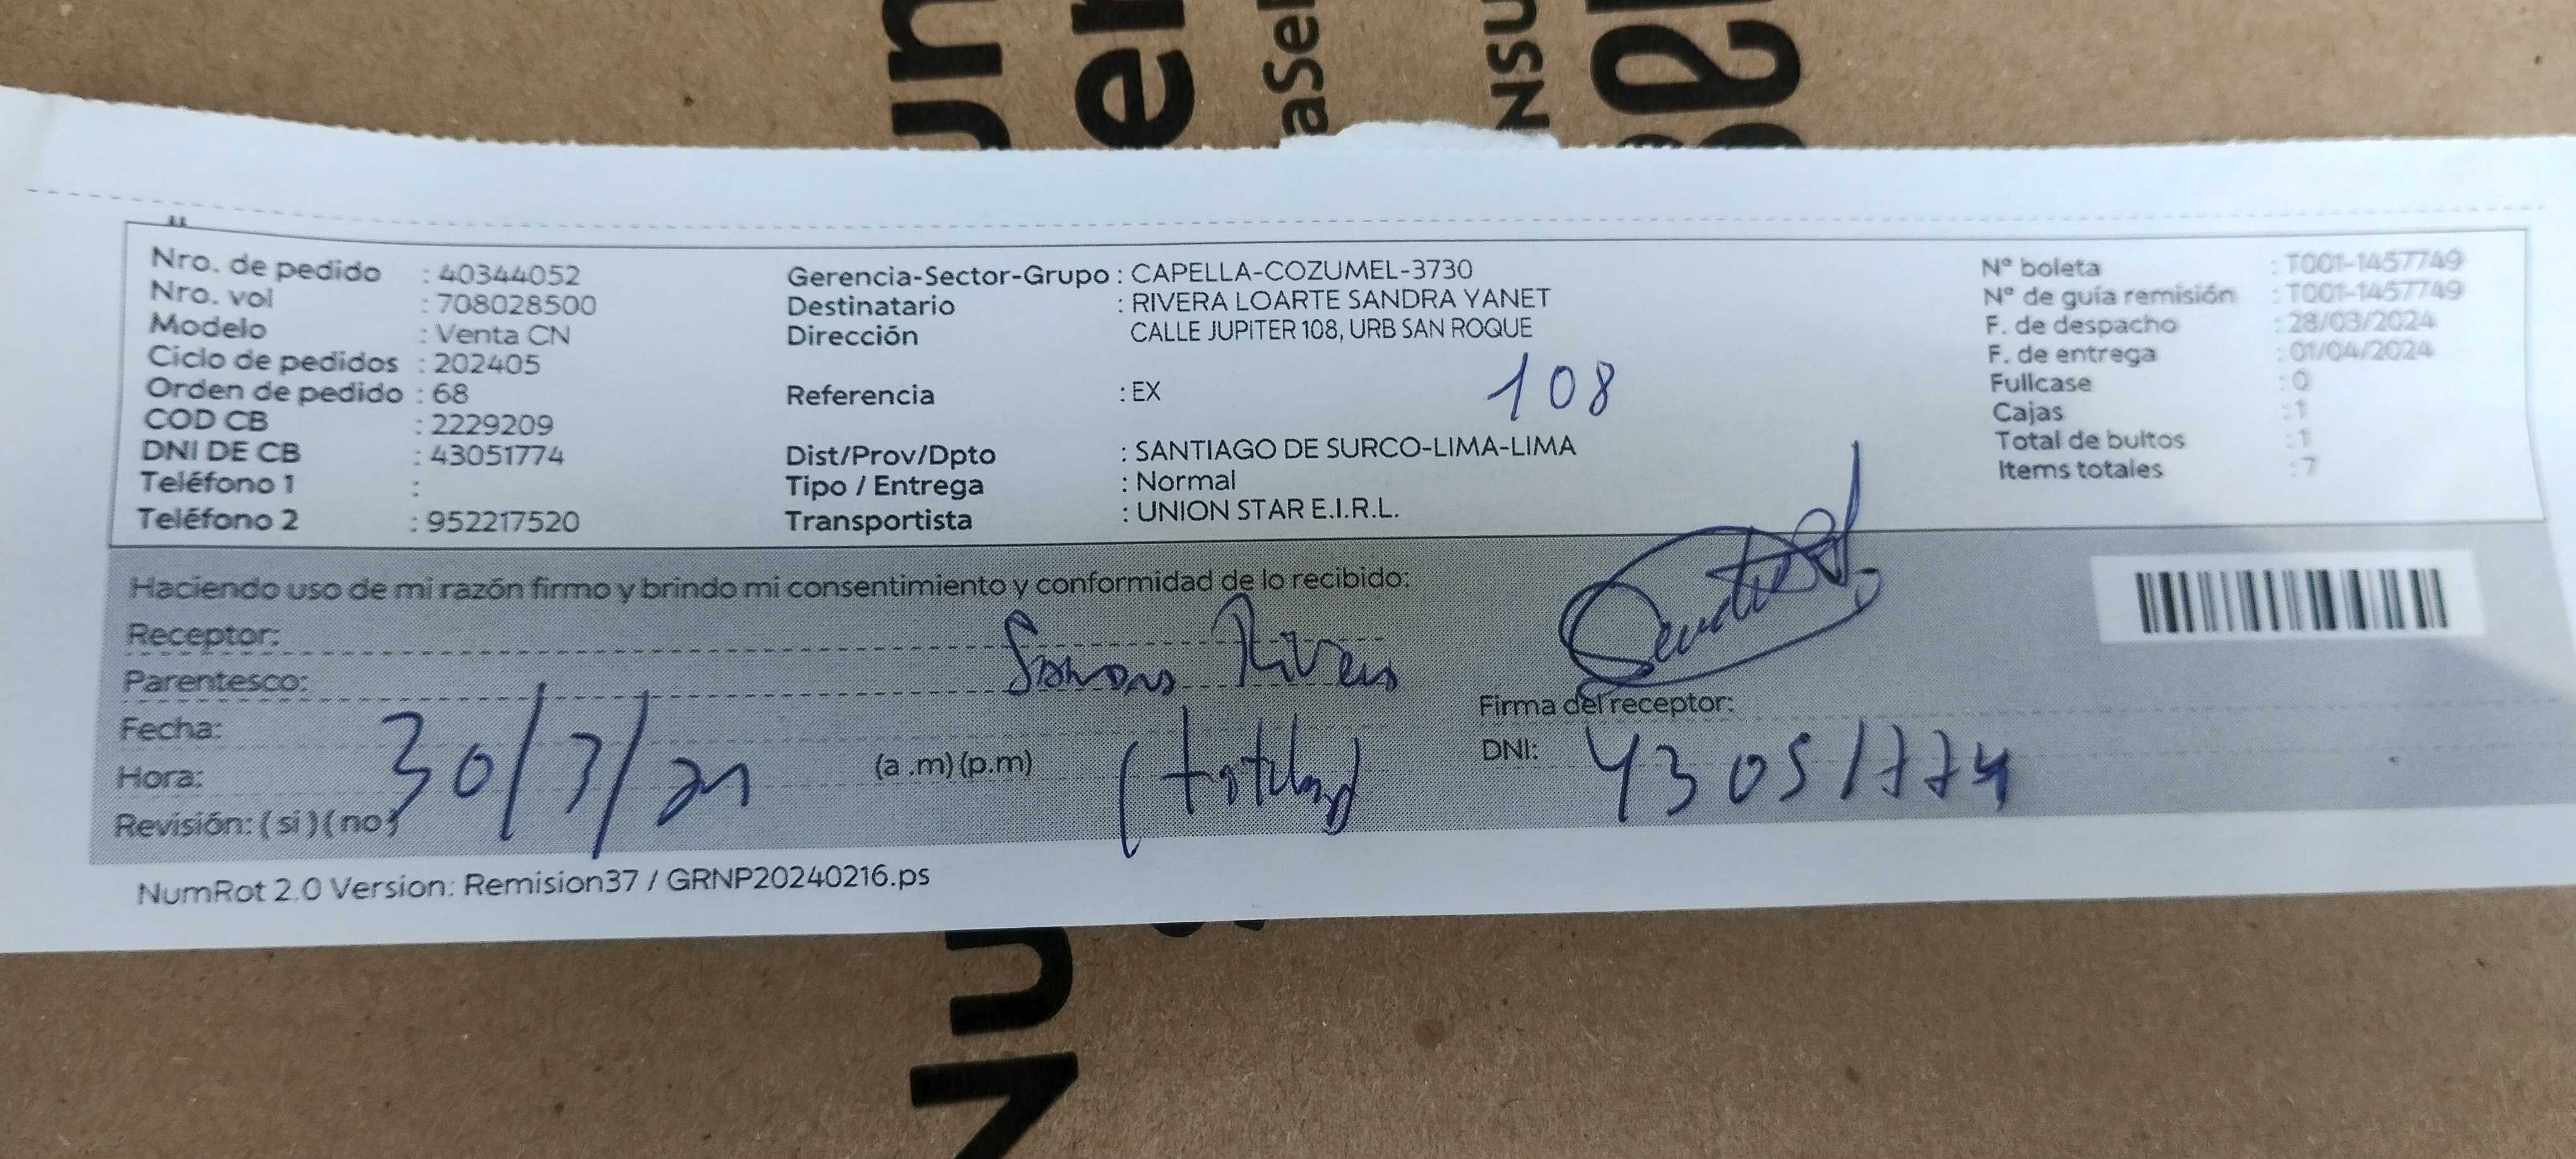 un
er
aSe
NSU
Nro. de pedido : 40344052
Nro. vol : 708028500
Modelo : Venta CN
Ciclo de pedidos : 202405
Orden de pedido : 68
COD CB : 2229209
DNI DE CB : 43051774
Teléfono 1 :
Teléfono 2 : 952217520
Gerencia-Sector-Grupo : CAPELLA-COZUMEL-3730
Destinatario : RIVERA LOARTE SANDRA YANET
Dirección CALLE JUPITER 108, URB SAN ROQUE
Referencia : EX
108
Dist/Prov/Dpto : SANTIAGO DE SURCO-LIMA-LIMA
Tipo / Entrega : Normal
Transportista : UNION STAR E.I.R.L.
N° boleta : T001-1457749
N° de guía remisión : T001-1457749
F. de despacho : 28/03/2024
F. de entrega : 01/04/2024
Fullcase : 0
Cajas : 1
Total de bultos : 1
Items totales : 7
Haciendo uso de mi razón firmo y brindo mi consentimiento y conformidad de lo recibido:
Receptor:
Parentesco:
Fecha: 30/3/
Hora: (a .m) (p.m)
Revisión: ( si ) ( no )
Firma del receptor:
DNI: 43051774
NumRot 2.0 Version: Remision37 / GRNP20240216.ps